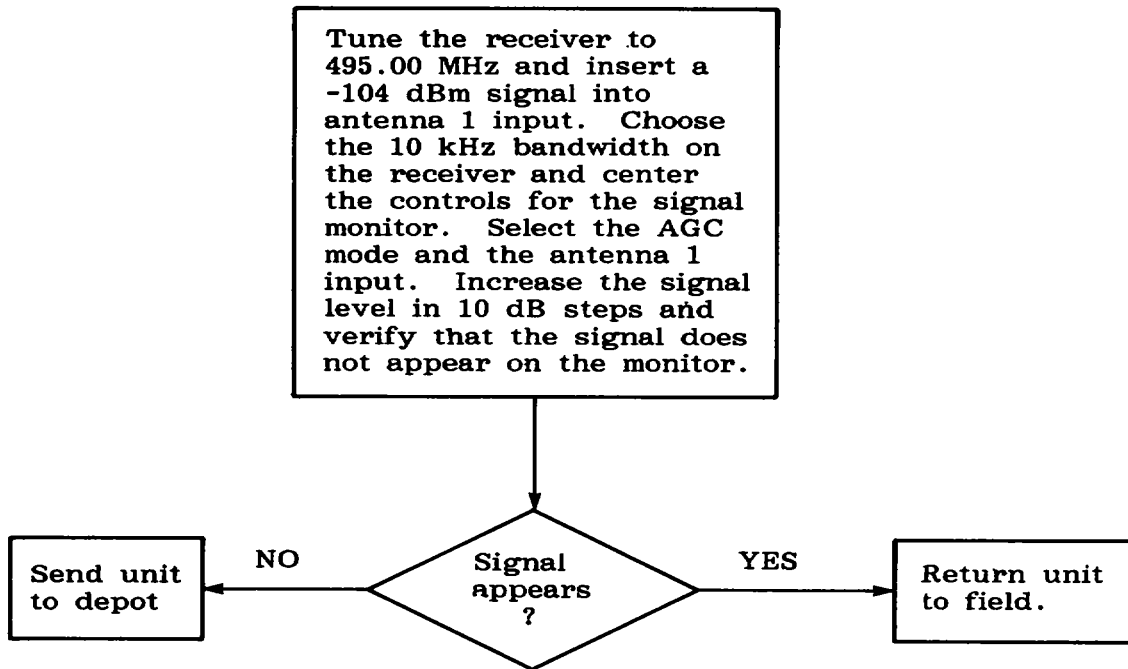 Tune the receiver to
495.00 MHz and insert a
-104 dBm signal into
antenna 1 input. Choose
the 10 kHz bandwidth on
the receiver and center
the controls for the signal
monitor. Select the AGC
mode and the antenna 1
input. Increase the signal
level in 10 dB steps and
verify that the signal does
not appear on the monitor.
Signal
appears
?
NO
YES
Send unit
to depot
Return unit
to field.